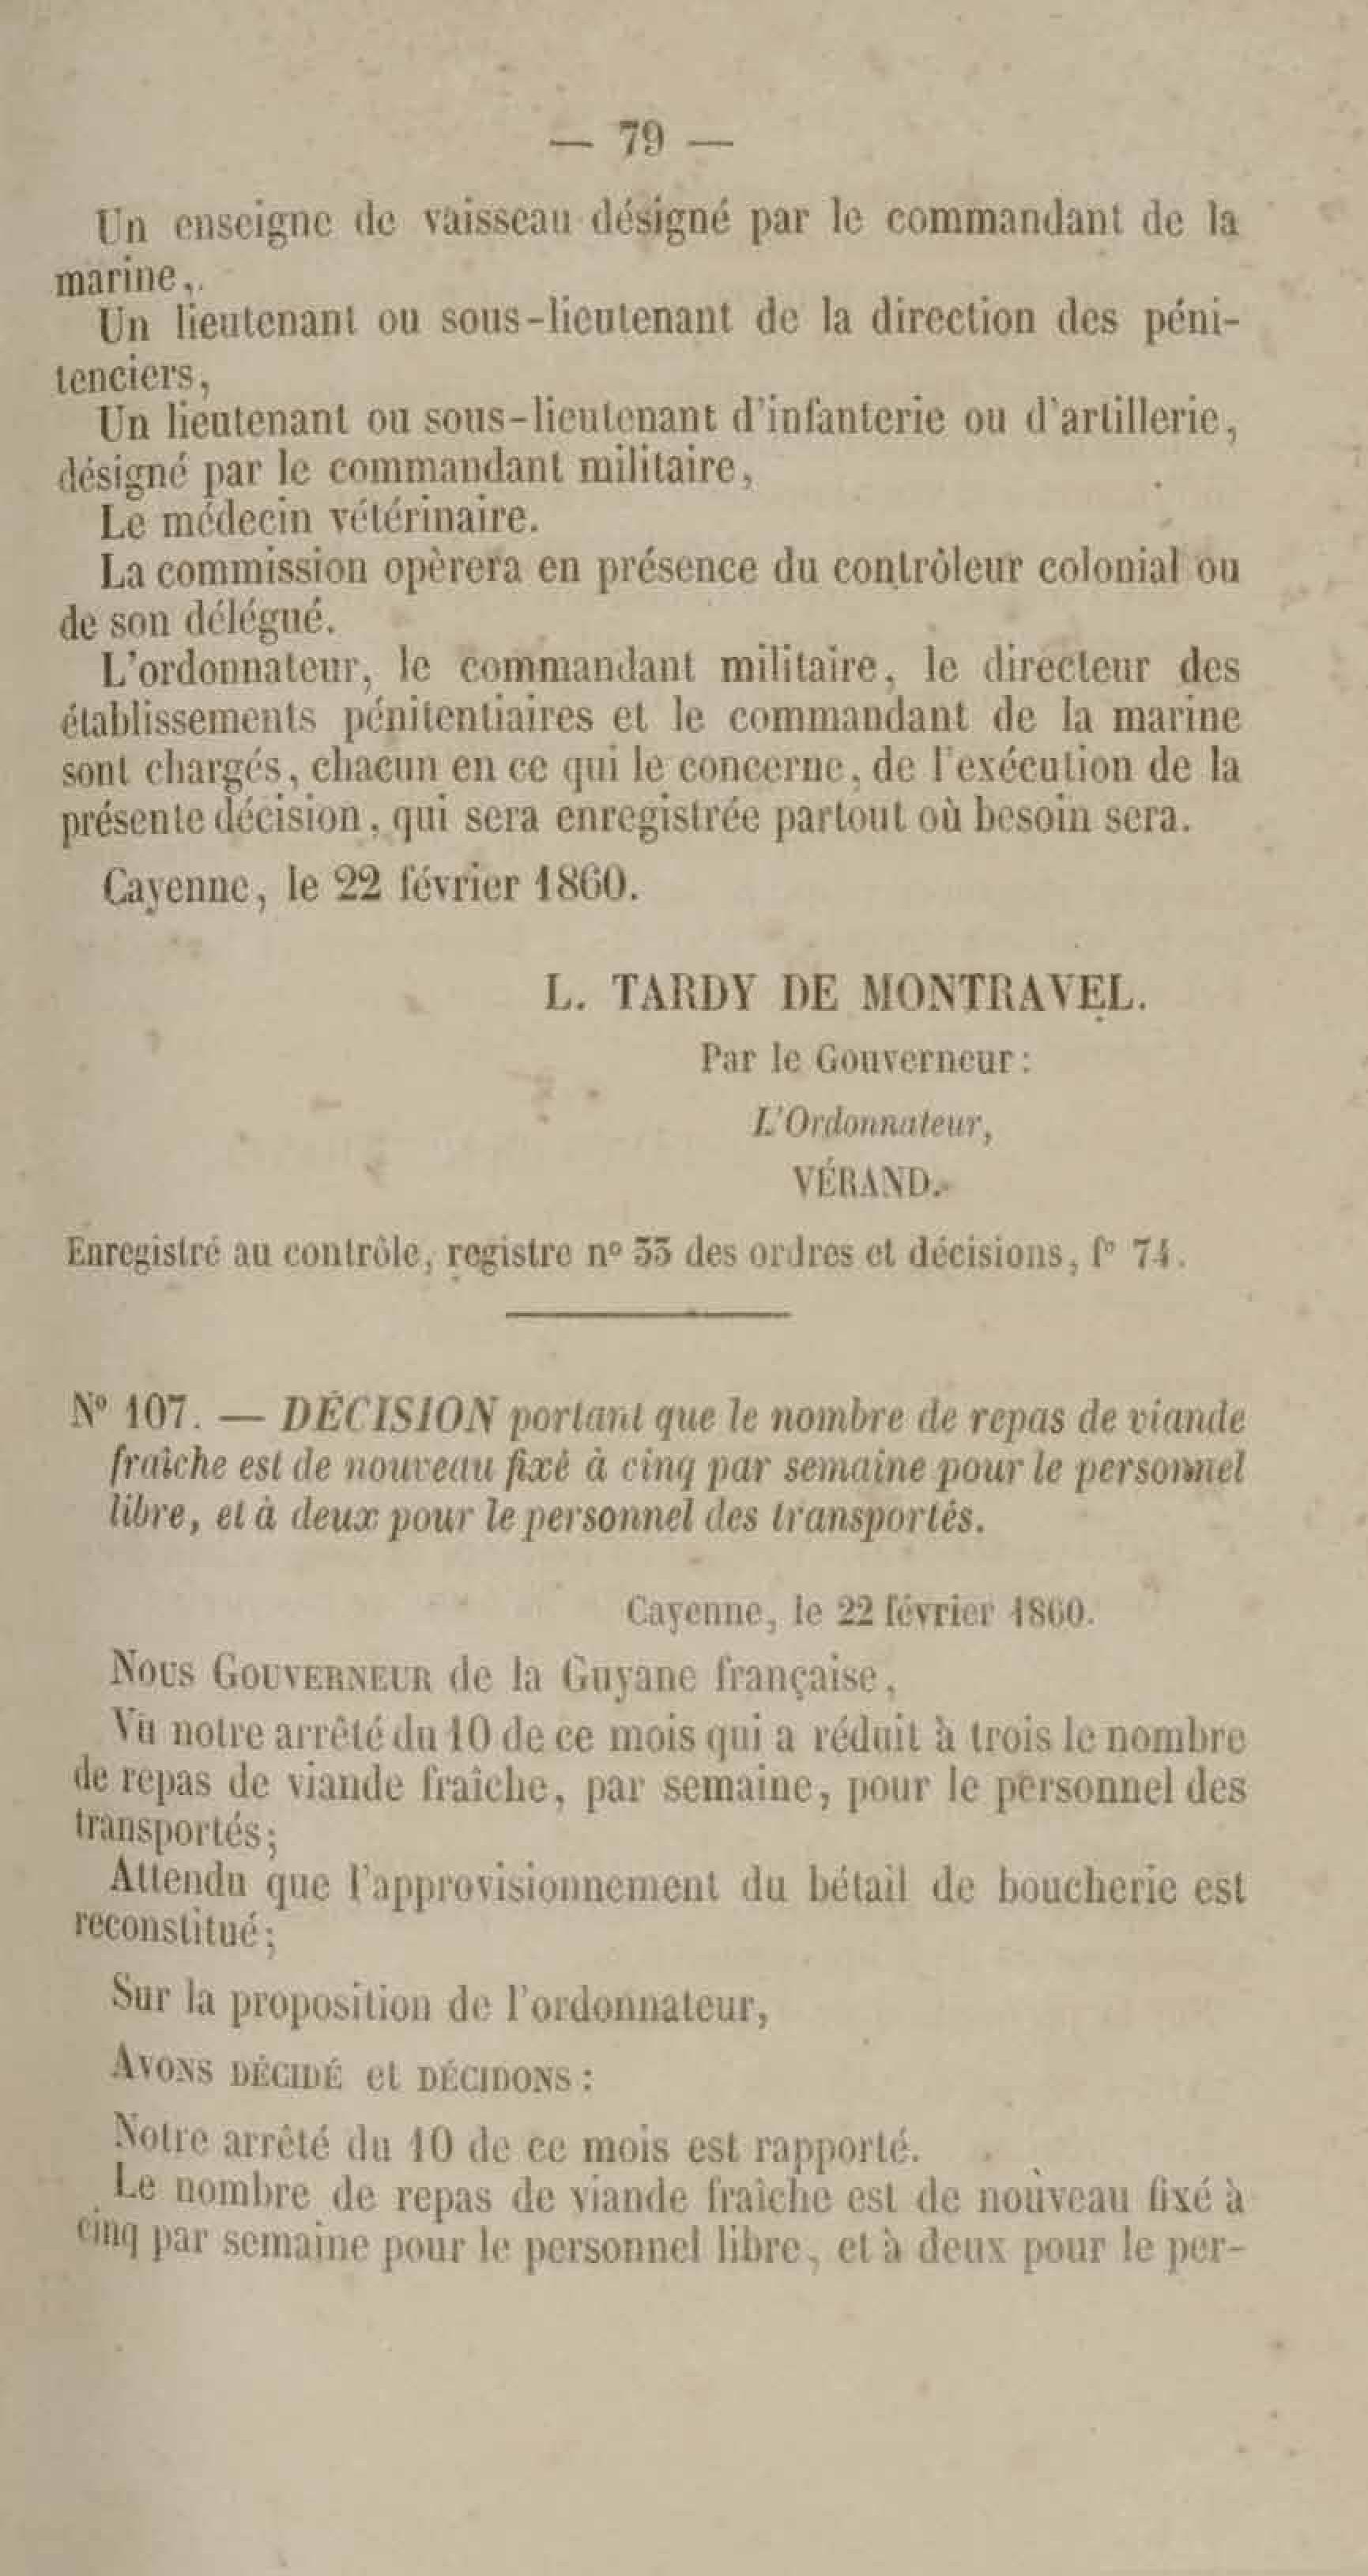 — 79 —
Un enseigne de vaisseau désigné par le commandant de la
marine,.
Un lieutenant ou sous-lieutenant de la direction des péni-
tenciers,
Un lieutenant ou sous-lieutenant d'infanterie ou d'artillerie,
désigné par le commandant militaire,
Le médecin vétérinaire.
La commission opèrera en présence du contrôleur colonial ou
de son délégué.
L'ordonnateur, le commandant militaire, le directeur des
établissements pénitentiaires et le commandant de la marine
sont chargés, chacun en ce qui le concerne, de l'exécution de la
présente décision, qui sera enregistrée partout où besoin sera.
Cayenne, le 22 février 1860.
L. TARDY DE MONTRAVEL.
Par le Gouverneur:
L'Ordonnateur,
VÉRAND.
Enregistré au contrôle, registre nº 53 des ordres et décisions, fº 74.
Nº 107. — DÉCISION portant que le nombre de repas de viande
fraîche est de nouveau fixé à cinq par semaine pour le personnel
libre, et à deux pour le personnel des transportés.
Cayenne, le 22 février 1860.
NOUS GOUVERNEUR de la Guyane française,
Vu notre arrêté du 10 de ce mois qui a réduit à trois le nombre
de repas de viande fraîche, par semaine, pour le personnel des
transportés;
Attendu que l'approvisionnement du bétail de boucherie est
reconstitué;
Sur la proposition de l'ordonnateur,
AVONS DÉCIDÉ et DÉCIDONS:
Notre arrêté du 10 de ce mois est rapporté.
Le nombre de repas de viande fraîche est de nouveau fixé à
cinq par semaine pour le personnel libre, et à deux pour le per-